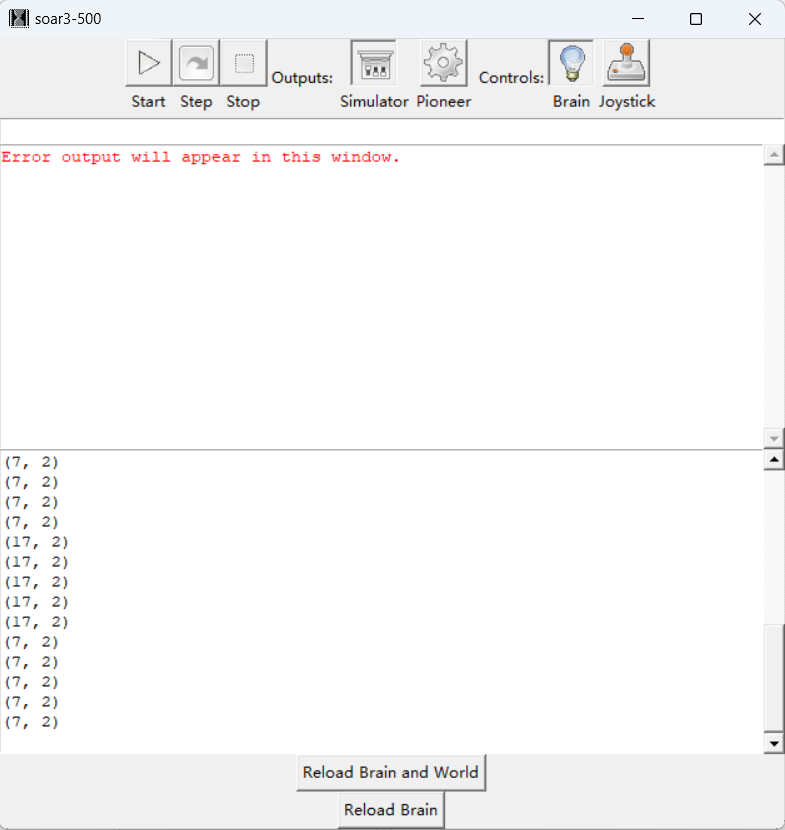 soar3-500
Outputs: Controls:
Start Step Stop Simulator Pioneer Brain Joystick
Error output will appear in this window.
(7, 2)
(7, 2)
(7, 2)
(7, 2)
(17, 2)
(17, 2)
(17, 2)
(17, 2)
(17, 2)
(7, 2)
(7, 2)
(7, 2)
(7, 2)
(7, 2)
Reload Brain and World
Reload Brain